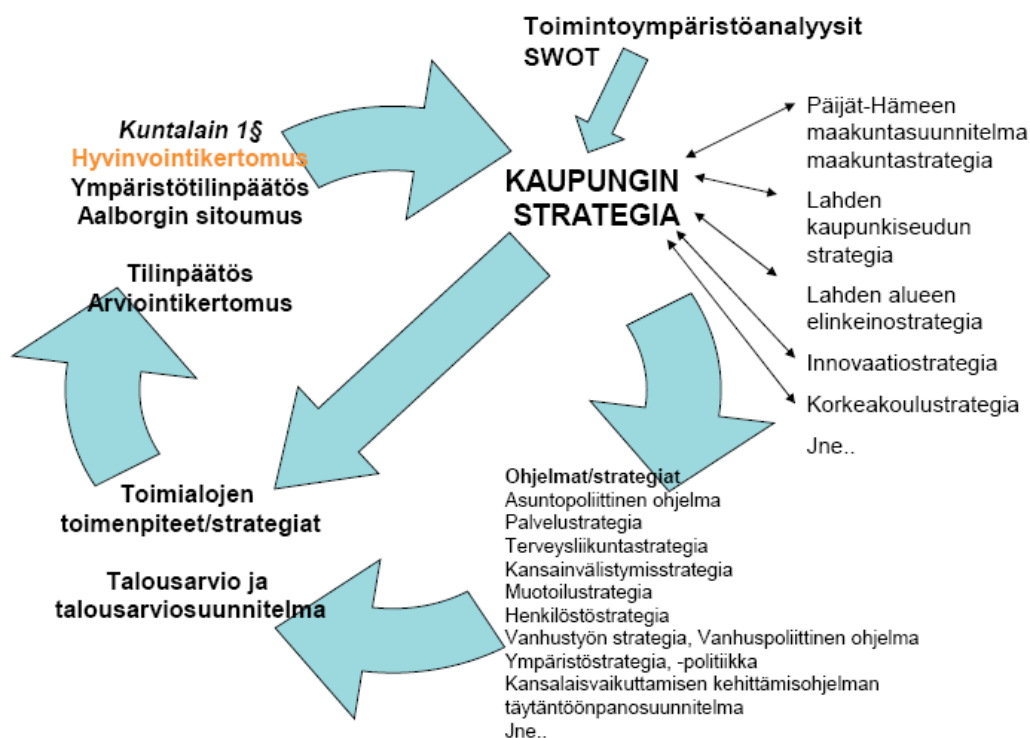 Toimintoympäristöanalyysit
SWOT
Kuntalain 1§
Hyvinvointikertomus
Ympäristötilinpäätös
Aalborgin sitoumus
KAUPUNGIN
STRATEGIA
Päijät-Hämeen
maakuntasuunnitelma
maakuntastrategia
Lahden
kaupunkiseudun
strategia
Lahden alueen
elinkeinostrategia
Innovaatiostrategia
Korkeakoulustrategia
Jne..
Tilinpäätös
Arviointikertomus
Toimialojen
toimenpiteet/strategiat
Talousarvio ja
talousarviosuunnitelma
Ohjelmat/strategiat
Asuntopoliittinen ohjelma
Palvelustrategia
Terveysliikuntastrategia
Kansainvälistymisstrategia
Muotoilustrategia
Henkilöstöstrategia
Vanhustyön strategia, Vanhuspoliittinen ohjelma
Ympäristöstrategia, -politiikka
Kansalaisvaikuttamisen kehittämisohjelman
täytäntöönpanosuunnitelma
Jne..